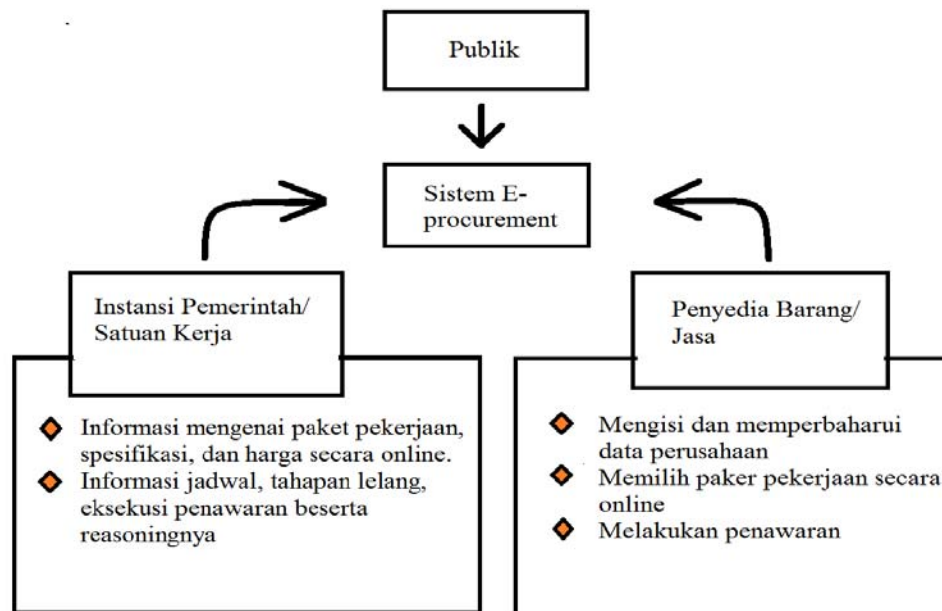 Publik
Sistem E-
procurement
Instansi Pemerintah/
Satuan Kerja
Informasi mengenai paket pekerjaan,
spesifikasi, dan harga secara online.
Informasi jadwal, tahapan lelang,
eksekusi penawaran beserta
reasoningnya
Penyedia Barang/
Jasa
Mengisi dan memperbaharui
data perusahaan
Memilih paker pekerjaan secara
online
Melakukan penawaran